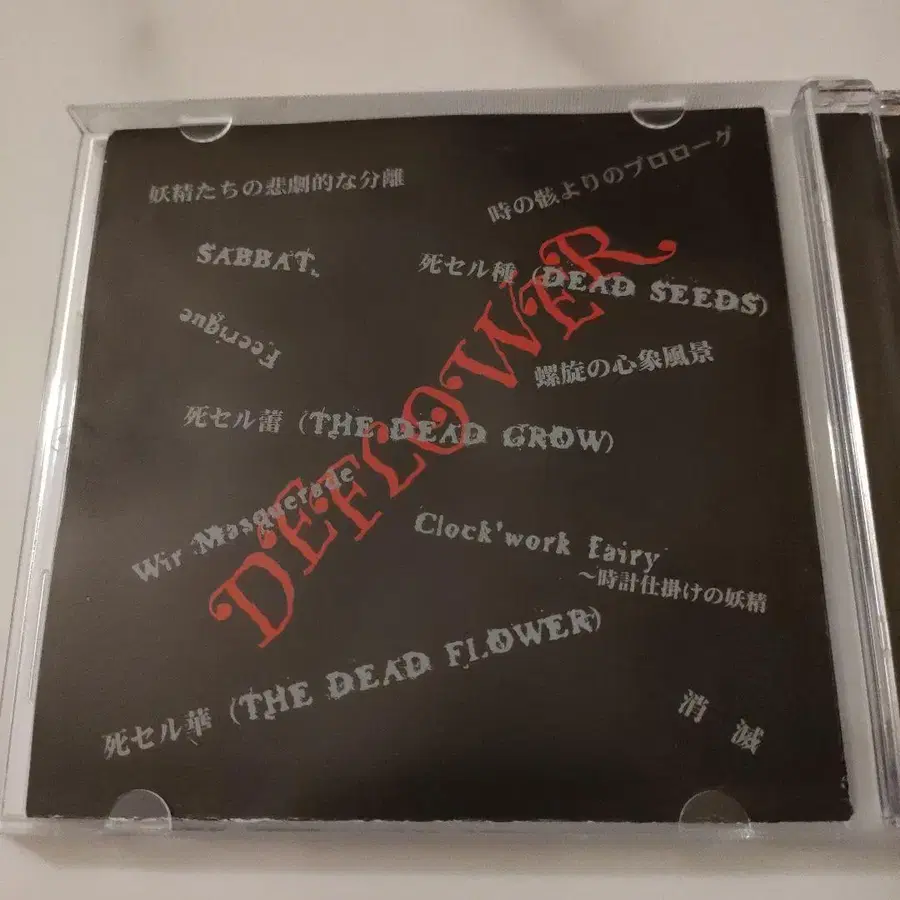 妖精たちの悲劇的な分離
時の骸よりのプロローグ
SABBAT.
死セル種 (DEAD SEEDS)
Feerique
螺旋の心象風景
DEFLOWER
死セル蕾 (THE DEAD GROW)
Wir Masquerade
Clock'work Fairy
～時計仕掛けの妖精
死セル華 (THE DEAD FLOWER)
消滅